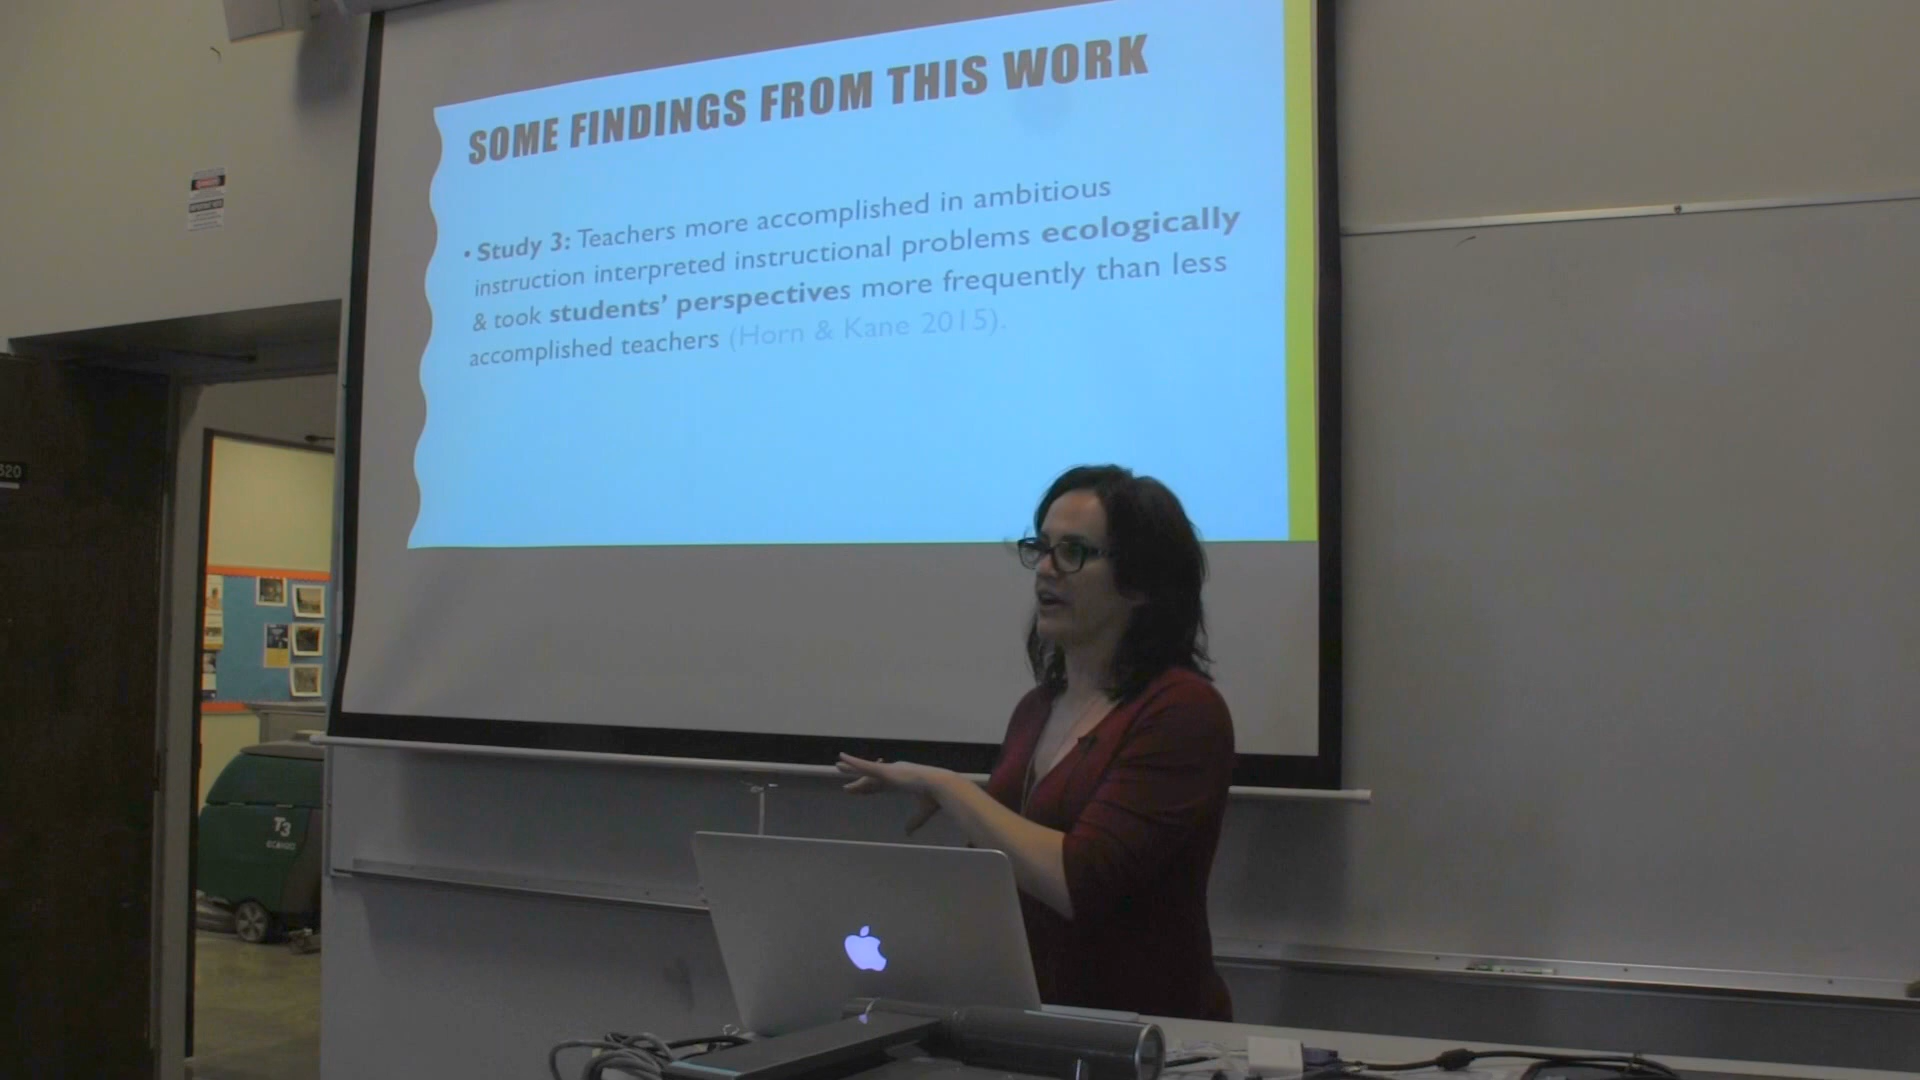 SOME FINDINGS FROM THIS WORK
• Study 3: Teachers more accomplished in ambitious
instruction interpreted instructional problems ecologically
& took students’ perspectives more frequently than less
accomplished teachers (Horn & Kane 2015).
320
T3